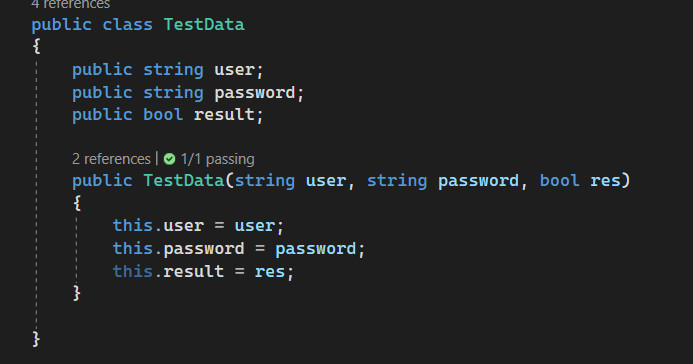 4 references
public class TestData
{
public string user;
public string password;
public bool result;
2 references | 1/1 passing
public TestData(string user, string password, bool res)
{
this.user = user;
this.password = password;
this.result = res;
}
}